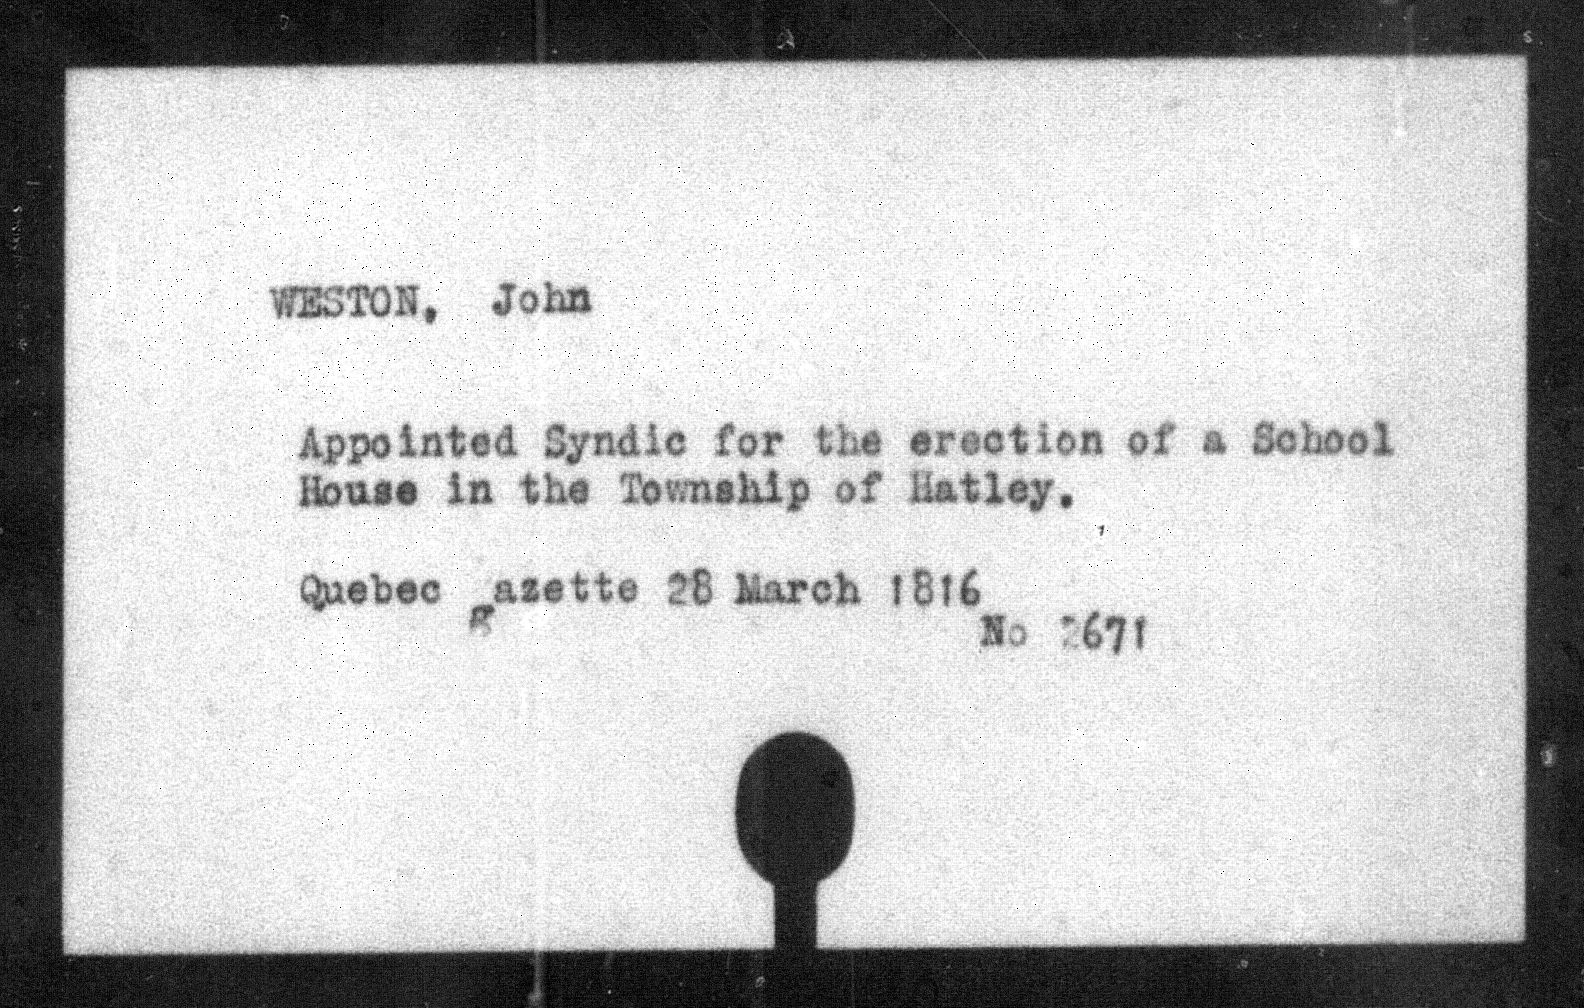 WESTON, John
Appointed Syndic for the erection of a School
House in the Township of Hatley.
Quebec gazette 28 March 1816
No 2671